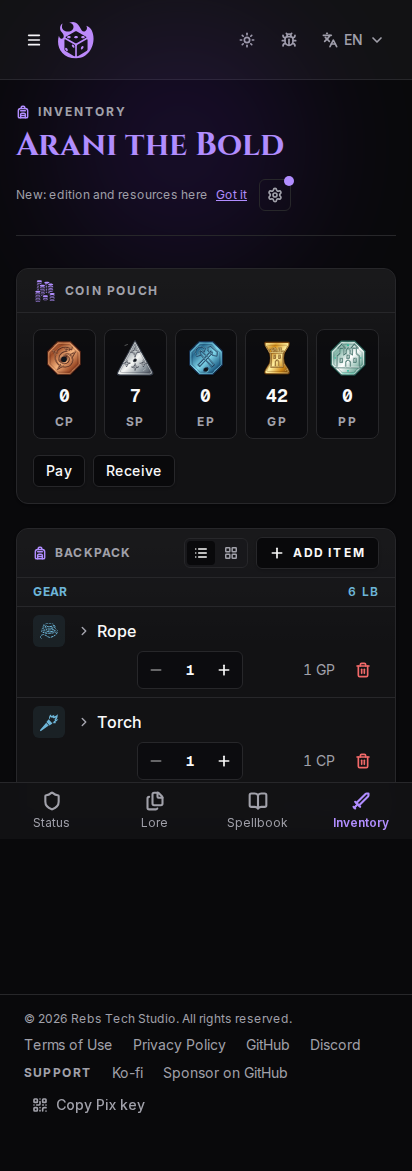 EN
INVENTORY
Arani the Bold
New: edition and resources here Got it
COIN POUCH
0 7 0 42 0
CP SP EP GP PP
Pay Receive
BACKPACK ADD ITEM
GEAR 6 LB
Rope
1 1 GP
Torch
1 1 CP
Status Lore Spellbook Inventory
© 2026 Rebs Tech Studio. All rights reserved.
Terms of Use Privacy Policy GitHub Discord
SUPPORT Ko-fi Sponsor on GitHub
Copy Pix key